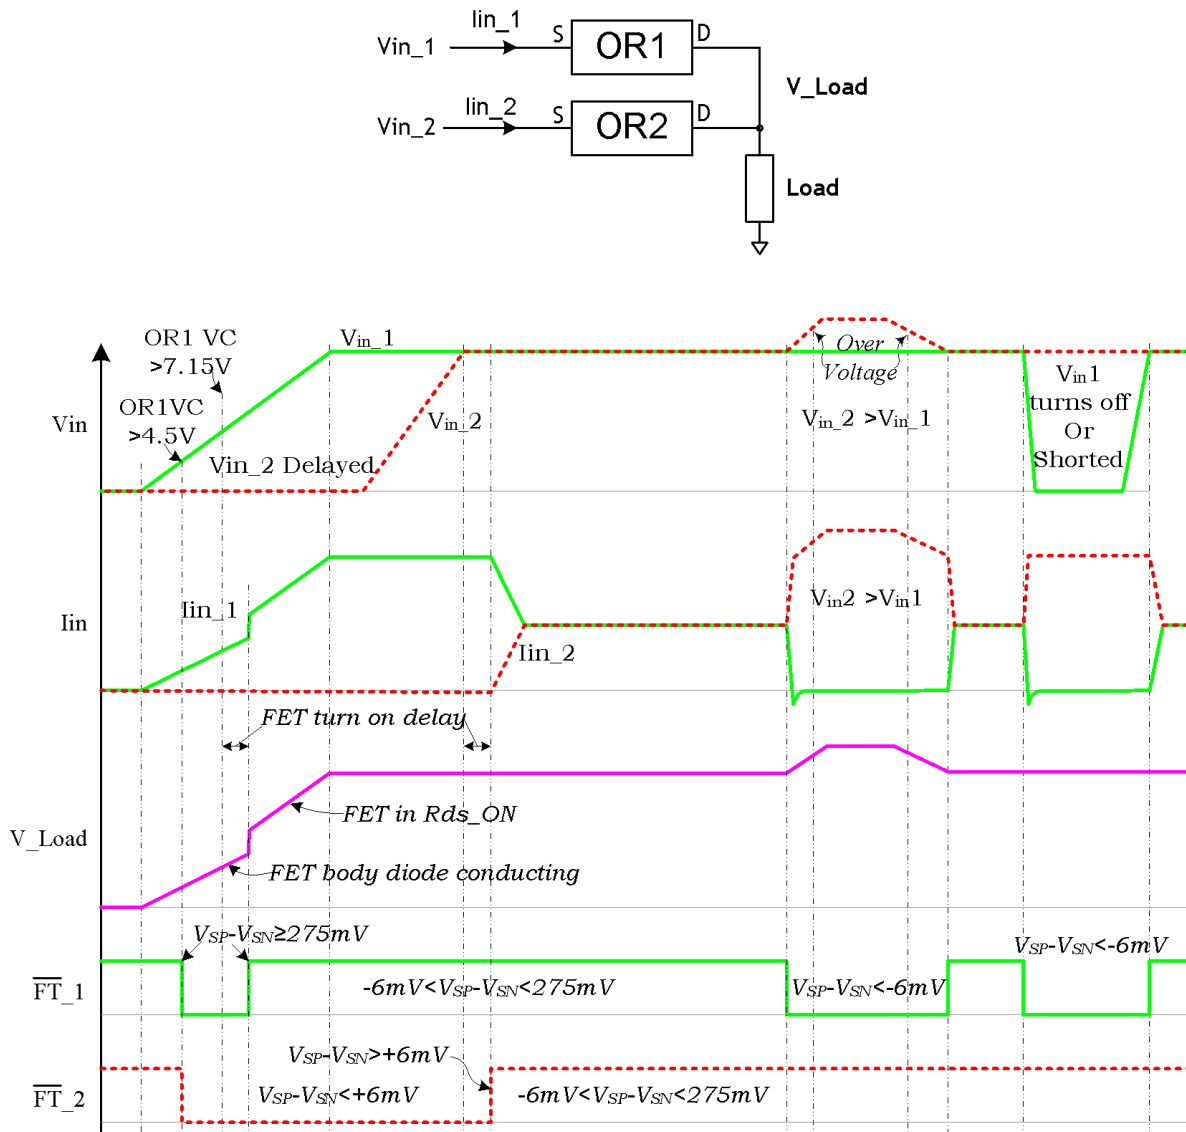 Iin_1
Vin_1
S
OR1
D
V_Load
Iin_2
Vin_2
S
OR2
D
Load
OR1 VC
>7.15V
Vin_1
OR1VC
>4.5V
Over
Voltage
Vin
Vin_2
Vin_2 >Vin_1
Vin1
turns off
Or
Shorted
Vin_2 Delayed
Iin_1
Vin2 >Vin1
Iin
Iin_2
FET turn on delay
FET in Rds_ON
V_Load
FET body diode conducting
VSP-VSN≥275mV
VSP-VSN<-6mV
FT_1
-6mV<VSP-VSN<275mV
VSP-VSN<-6mV
VSP-VSN>+6mV
FT_2
VSP-VSN<+6mV
-6mV<VSP-VSN<275mV